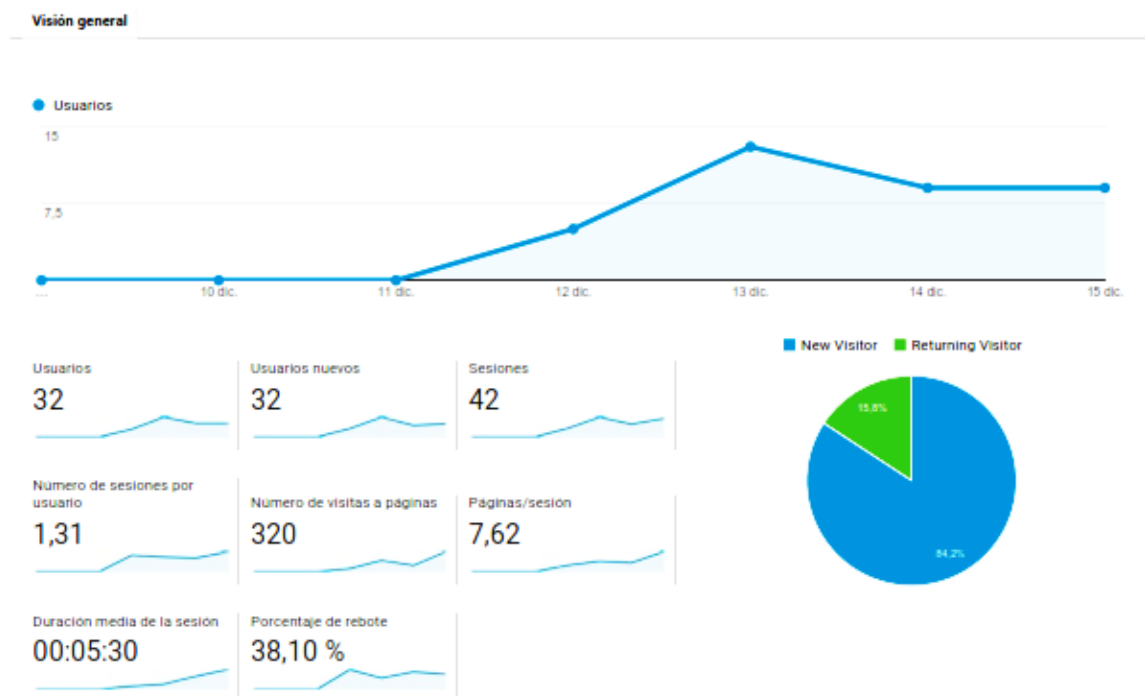 Visión general
Usuarios
15
7,5
...
10 dic.
11 dic.
12 dic.
13 dic.
14 dic.
15 dic.
New Visitor
Returning Visitor
Usuarios
32
Usuarios nuevos
32
Sesiones
42
Número de sesiones por
usuario
1,31
Número de visitas a páginas
320
Páginas/sesión
7,62
15,8%
84,2%
Duración media de la sesión
00:05:30
Porcentaje de rebote
38,10 %